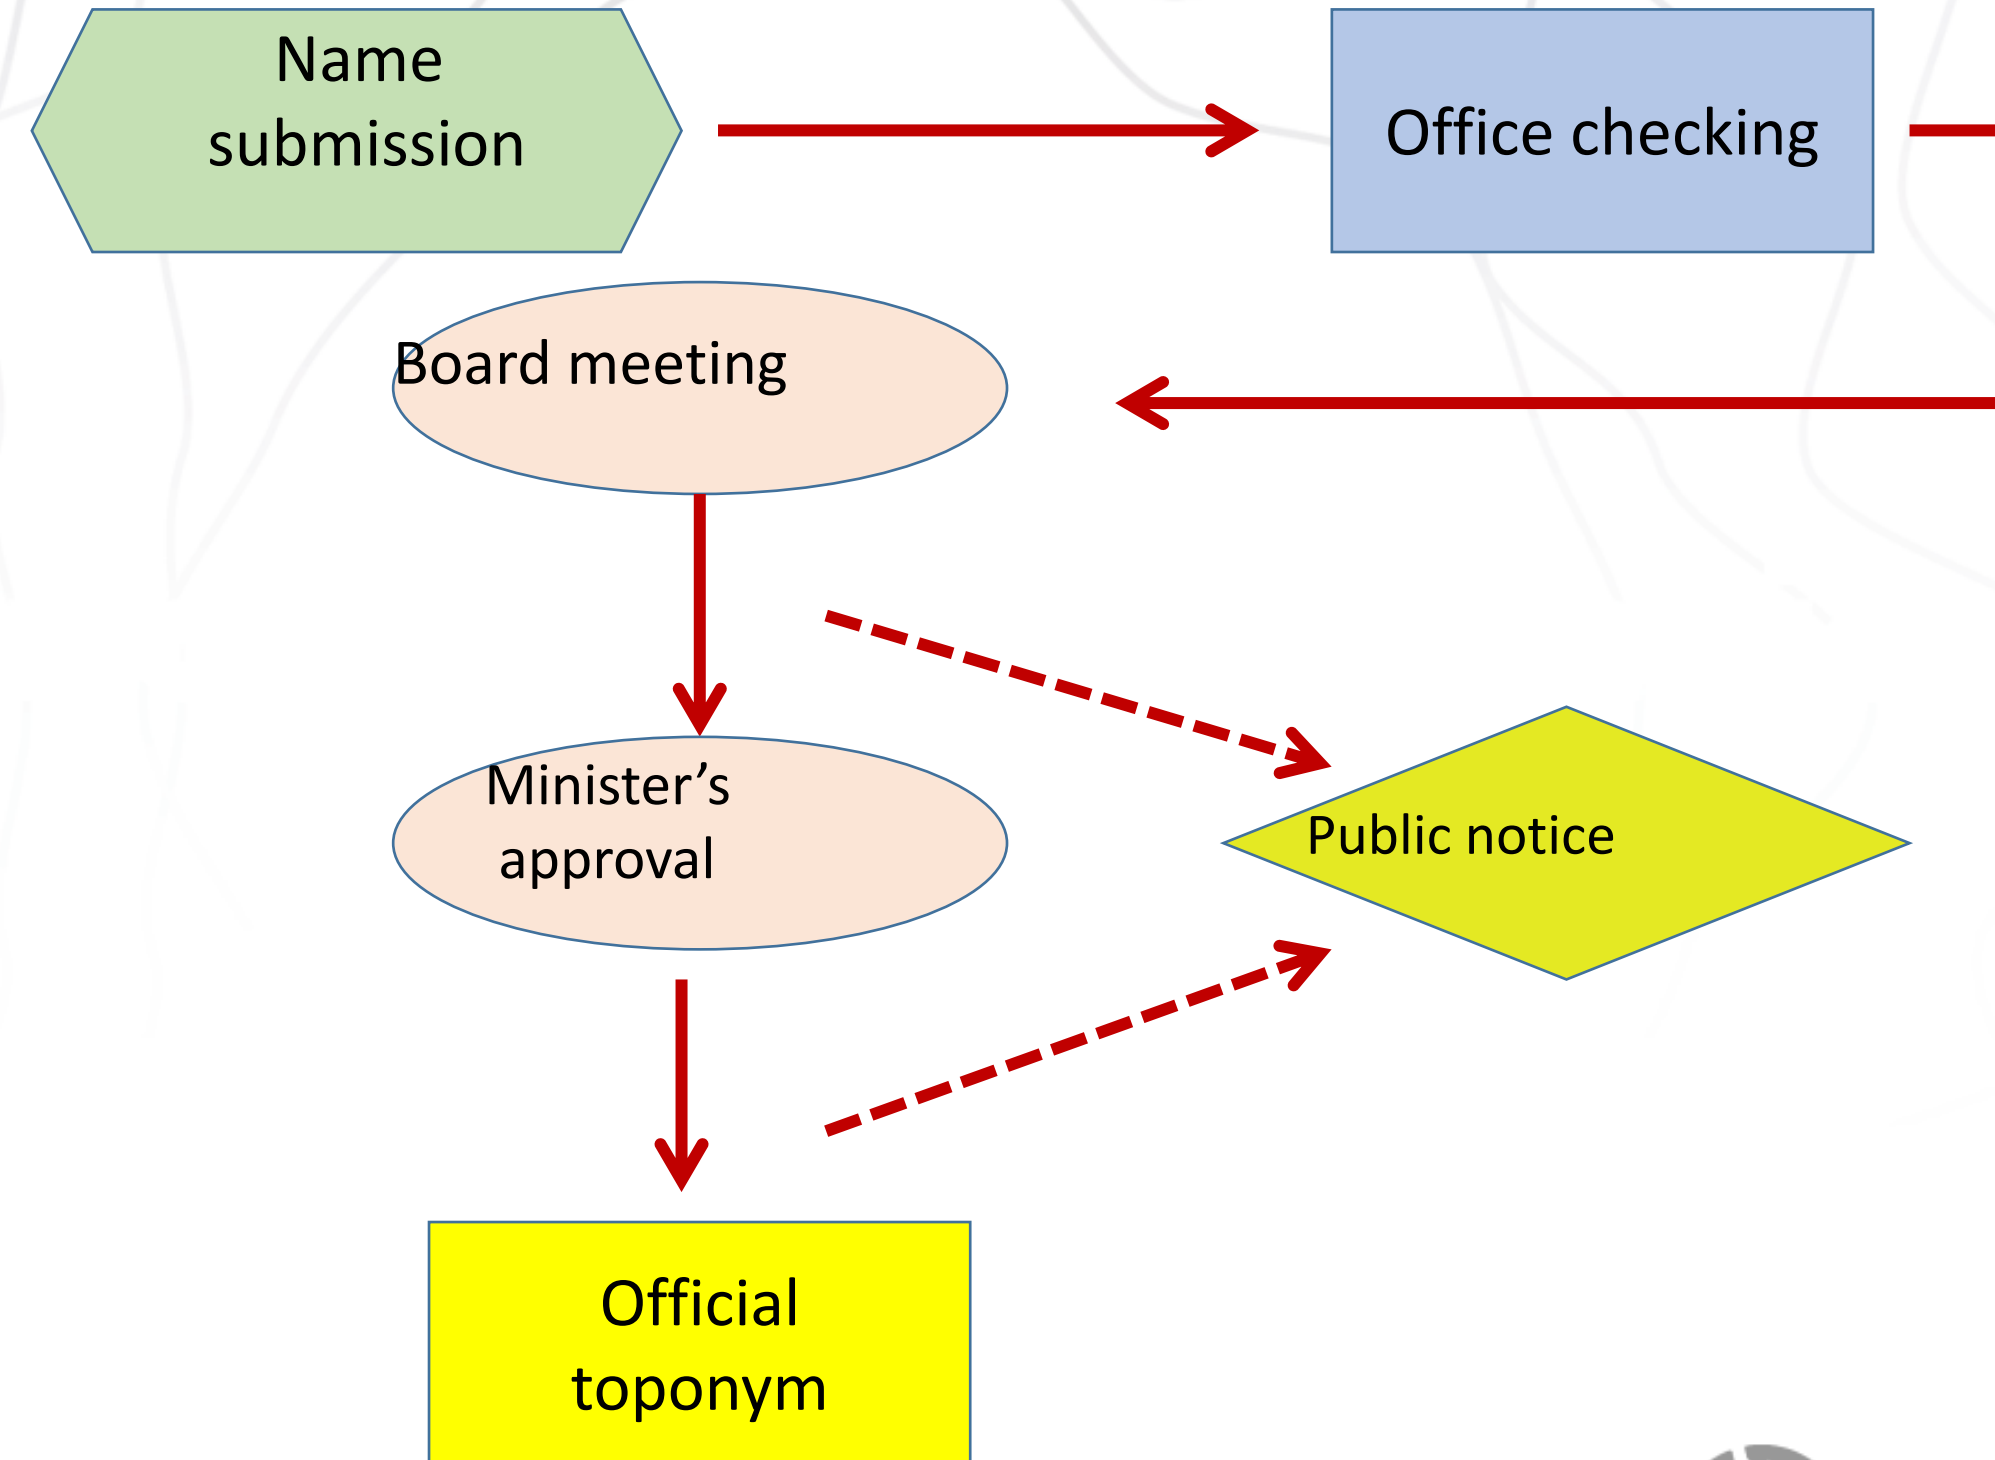 Name
submission
Office checking
Board meeting
Minister’s
approval
Public notice
Official
toponym